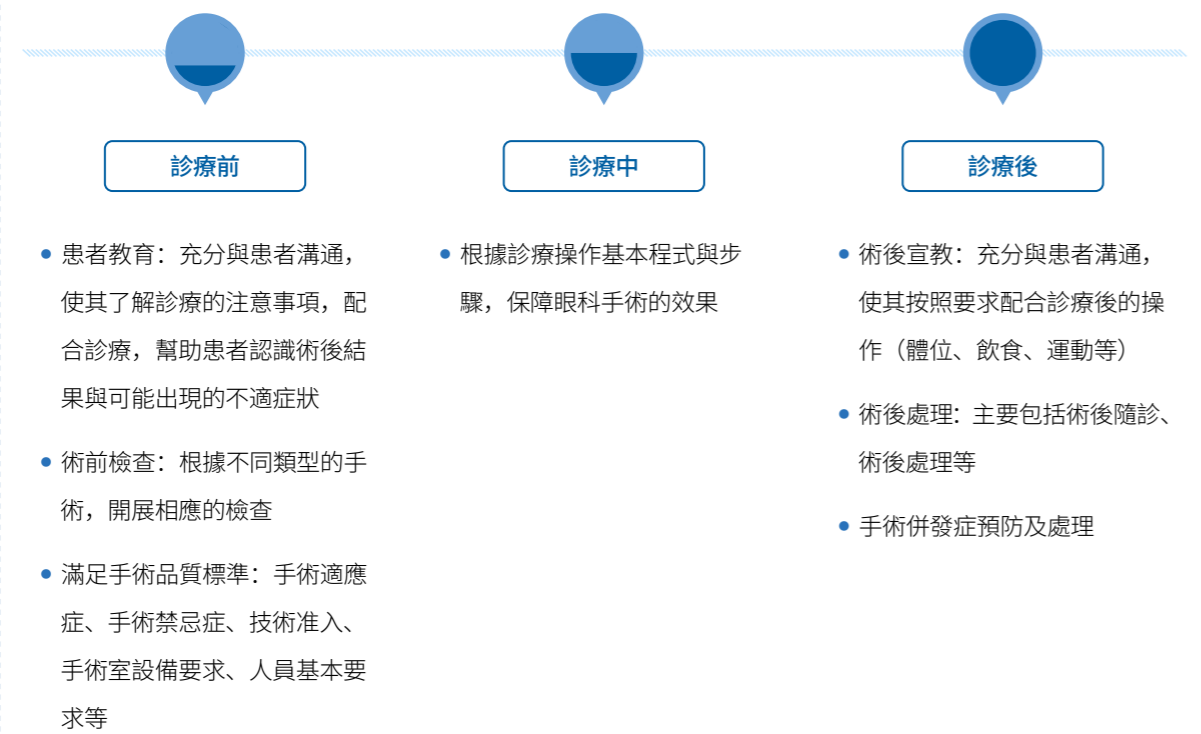 診療前
患者教育：充分與患者溝通，
使其了解診療的注意事項，配
合診療，幫助患者認識術後結
果與可能出現的不適症狀
術前檢查：根據不同類型的手
術，開展相應的檢查
滿足手術品質標準：手術適應
症、手術禁忌症、技術准入、
手術室設備要求、人員基本要
求等
診療中
根據診療操作基本程式與步
驟，保障眼科手術的效果
診療後
術後宣教：充分與患者溝通，
使其按照要求配合診療後的操
作（體位、飲食、運動等）
術後處理：主要包括術後隨診、
術後處理等
手術併發症預防及處理